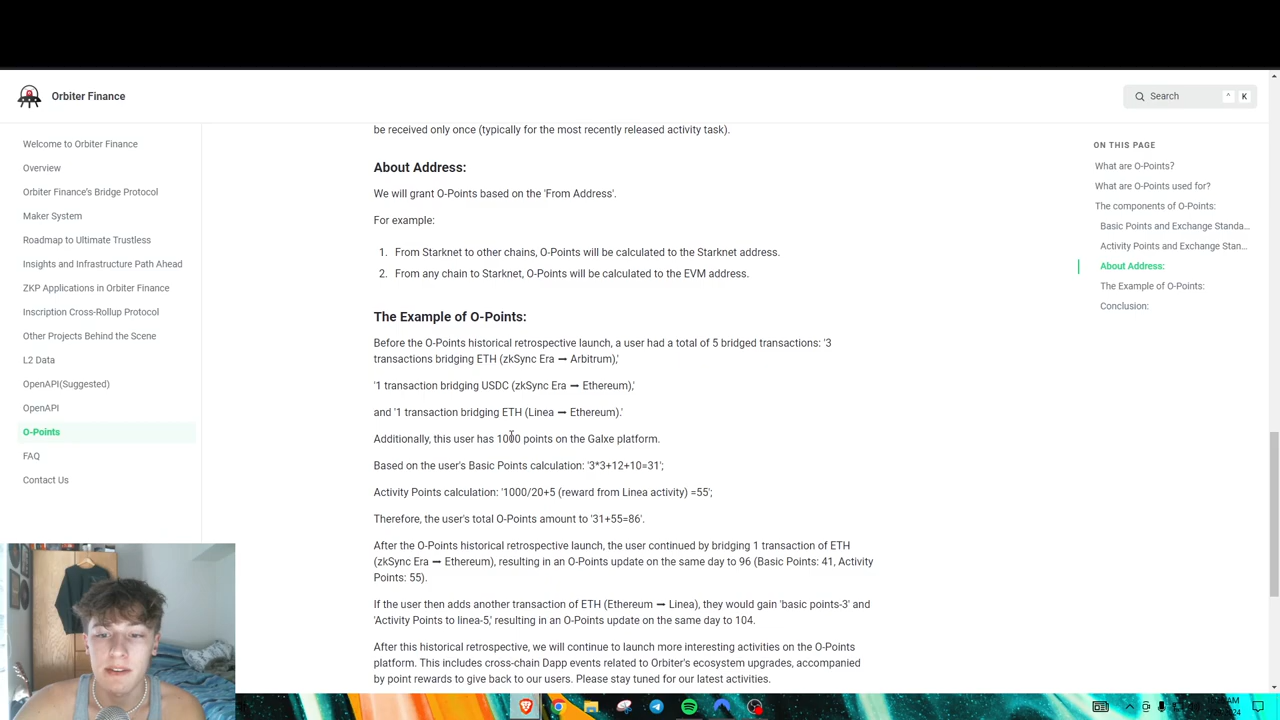 Orbiter Finance
Search
^
K
Welcome to Orbiter Finance
Overview
Orbiter Finance's Bridge Protocol
Maker System
Roadmap to Ultimate Trustless
Insights and Infrastructure Path Ahead
ZKP Applications in Orbiter Finance
Inscription Cross-Rollup Protocol
Other Projects Behind the Scene
L2 Data
OpenAPI(Suggested)
OpenAPI
O-Points
FAQ
Contact Us
be received only once (typically for the most recently released activity task).
About Address:
We will grant O-Points based on the 'From Address'.
For example:
1. From Starknet to other chains, O-Points will be calculated to the Starknet address.
2. From any chain to Starknet, O-Points will be calculated to the EVM address.
The Example of O-Points:
Before the O-Points historical retrospective launch, a user had a total of 5 bridged transactions: '3
transactions bridging ETH (zkSync Era → Arbitrum),'
'1 transaction bridging USDC (zkSync Era → Ethereum),'
and '1 transaction bridging ETH (Linea → Ethereum).'
Additionally, this user has 1000 points on the Galxe platform.
Based on the user's Basic Points calculation: '3*3+12+10=31';
Activity Points calculation: '1000/20+5 (reward from Linea activity) =55';
Therefore, the user's total O-Points amount to '31+55=86'.
After the O-Points historical retrospective launch, the user continued by bridging 1 transaction of ETH
(zkSync Era → Ethereum), resulting in an O-Points update on the same day to 96 (Basic Points: 41, Activity
Points: 55).
If the user then adds another transaction of ETH (Ethereum → Linea), they would gain 'basic points-3' and
'Activity Points to linea-5,' resulting in an O-Points update on the same day to 104.
After this historical retrospective, we will continue to launch more interesting activities on the O-Points
platform. This includes cross-chain Dapp events related to Orbiter's ecosystem upgrades, accompanied
by point rewards to give back to our users. Please stay tuned for our latest activities.
ON THIS PAGE
What are O-Points?
What are O-Points used for?
The components of O-Points:
Basic Points and Exchange Standa...
Activity Points and Exchange Stan...
About Address:
The Example of O-Points:
Conclusion: